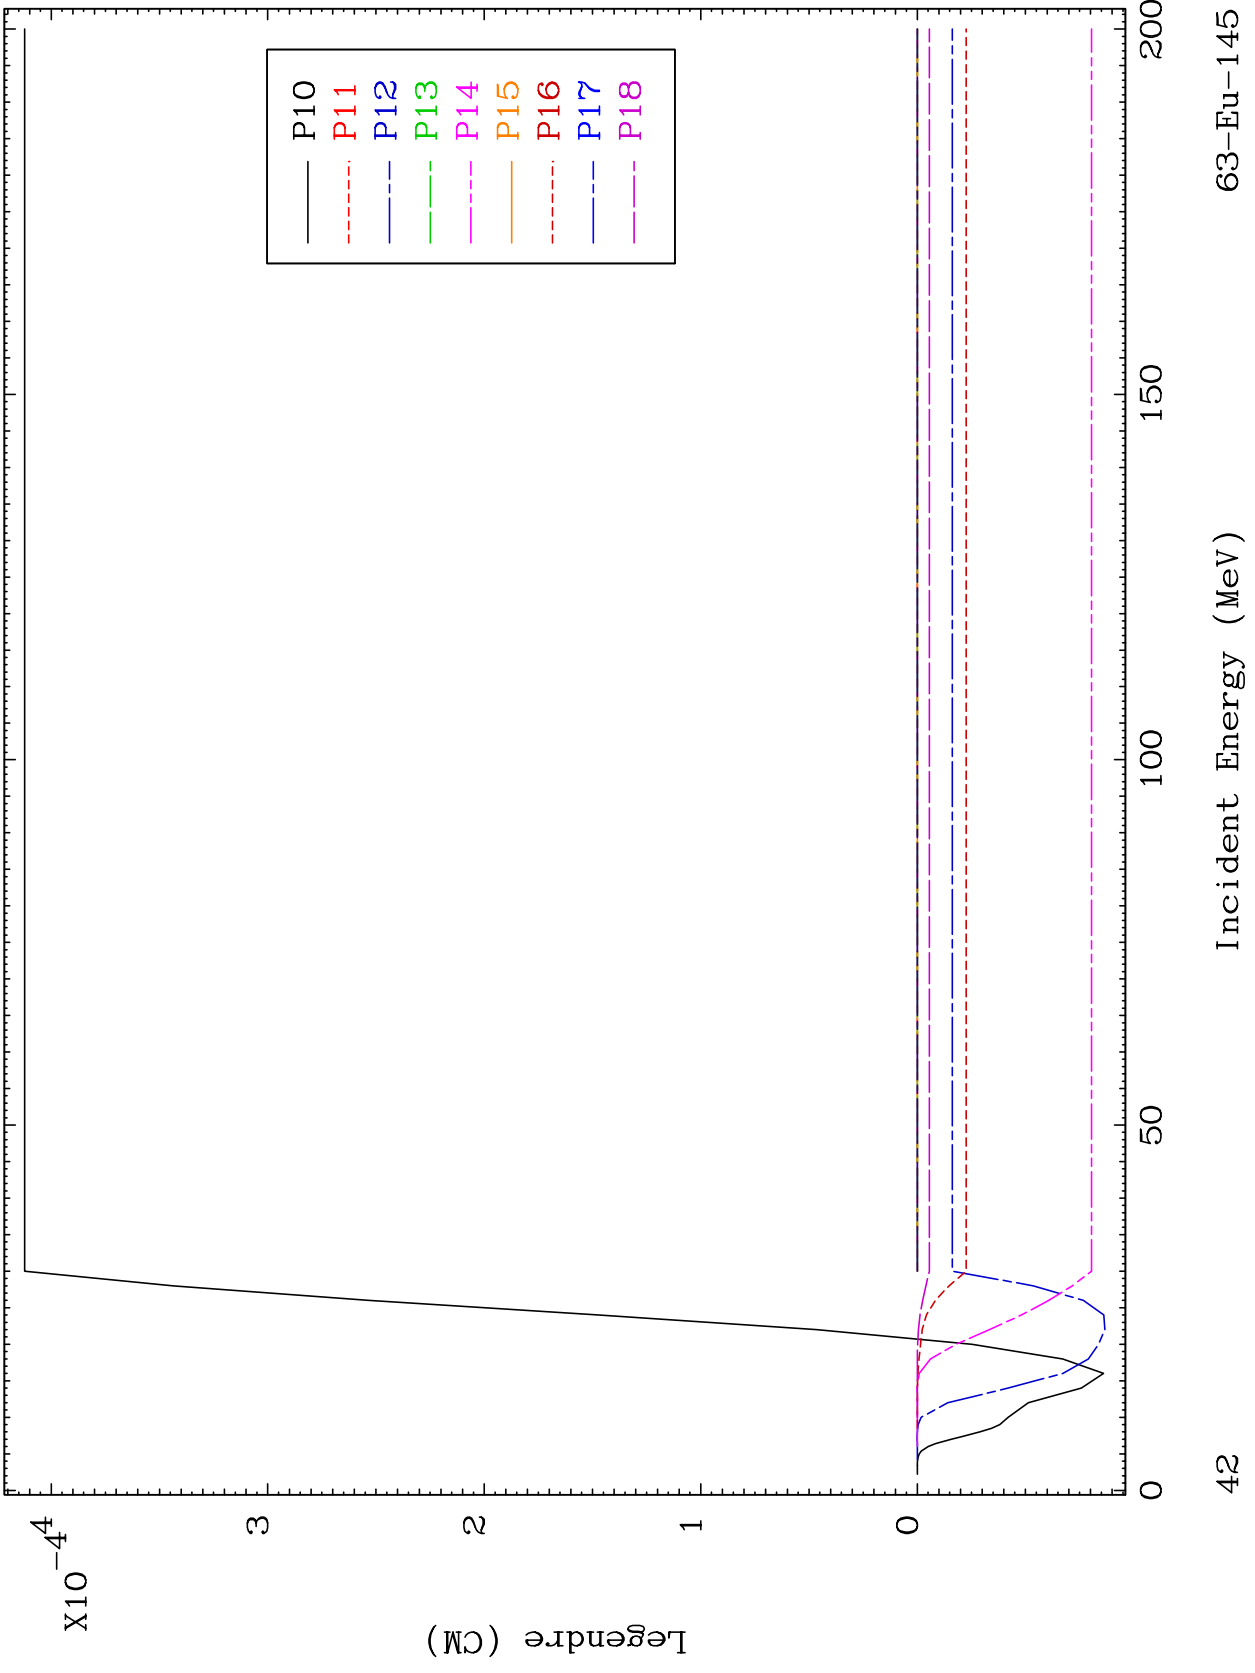 X10-4
4
3
2
1
0
Legendre (CM)
P10
P11
P12
P13
P14
P15
P16
P17
P18
0
50
100
150
200
42
Incident Energy (MeV)
63-Eu-145